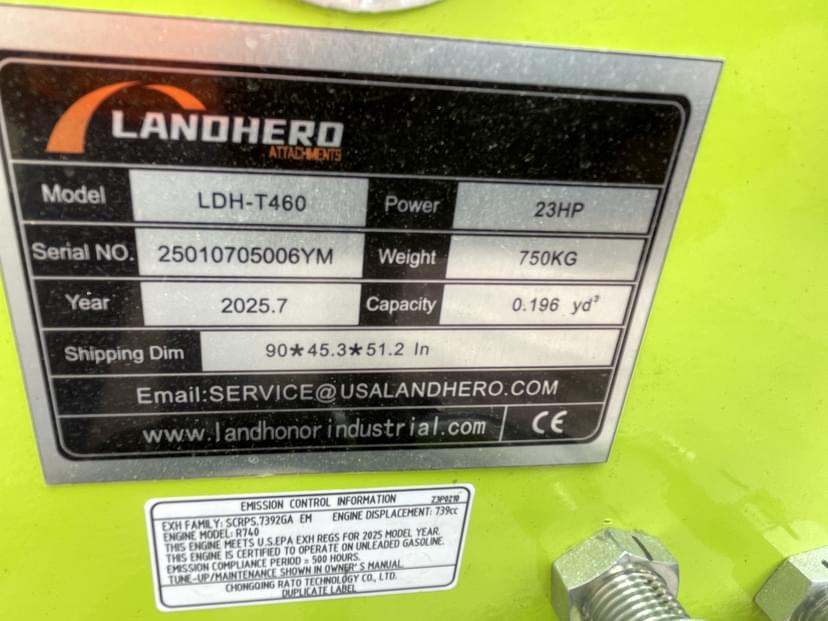 LANDHERO
ATTACHMENTS
Model LDH-T460 Power 23HP
Serial NO. 25010705006YM Weight 750KG
Year 2025.7 Capacity 0.196 yd³
Shipping Dim 90*45.3*51.2 In
Email:SERVICE@USALANDHERO.COM
www.landhonorindustrial.com CE
EMISSION CONTROL INFORMATION 23P0210
EXH FAMILY: SCRPS.7392GA EM ENGINE DISPLACEMENT: 739cc
ENGINE MODEL: R740
THIS ENGINE MEETS U.S.EPA EXH REGS FOR 2025 MODEL YEAR.
THIS ENGINE IS CERTIFIED TO OPERATE ON UNLEADED GASOLINE.
EMISSION COMPLIANCE PERIOD = 500 HOURS.
TUNE-UP/MAINTENANCE SHOWN IN OWNER'S MANUAL
CHONGQING RATO TECHNOLOGY CO., LTD.
DUPLICATE LABEL